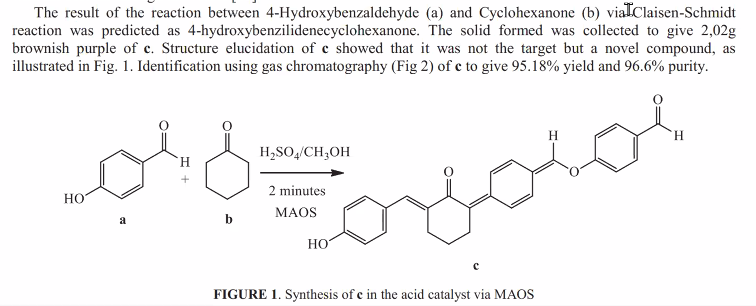 The result of the reaction between 4-Hydroxybenzaldehyde (a) and Cyclohexanone (b) via Claisen-Schmidt
reaction was predicted as 4-hydroxybenzilidenecyclohexanone. The solid formed was collected to give 2,02g
brownish purple of c. Structure elucidation of c showed that it was not the target but a novel compound, as
illustrated in Fig. 1. Identification using gas chromatography (Fig 2) of c to give 95.18% yield and 96.6% purity.
O
H
HO
a
+
O
b
H₂SO₄/CH₃OH
2 minutes
MAOS
HO
O
H
O
O
H
c
FIGURE 1. Synthesis of c in the acid catalyst via MAOS